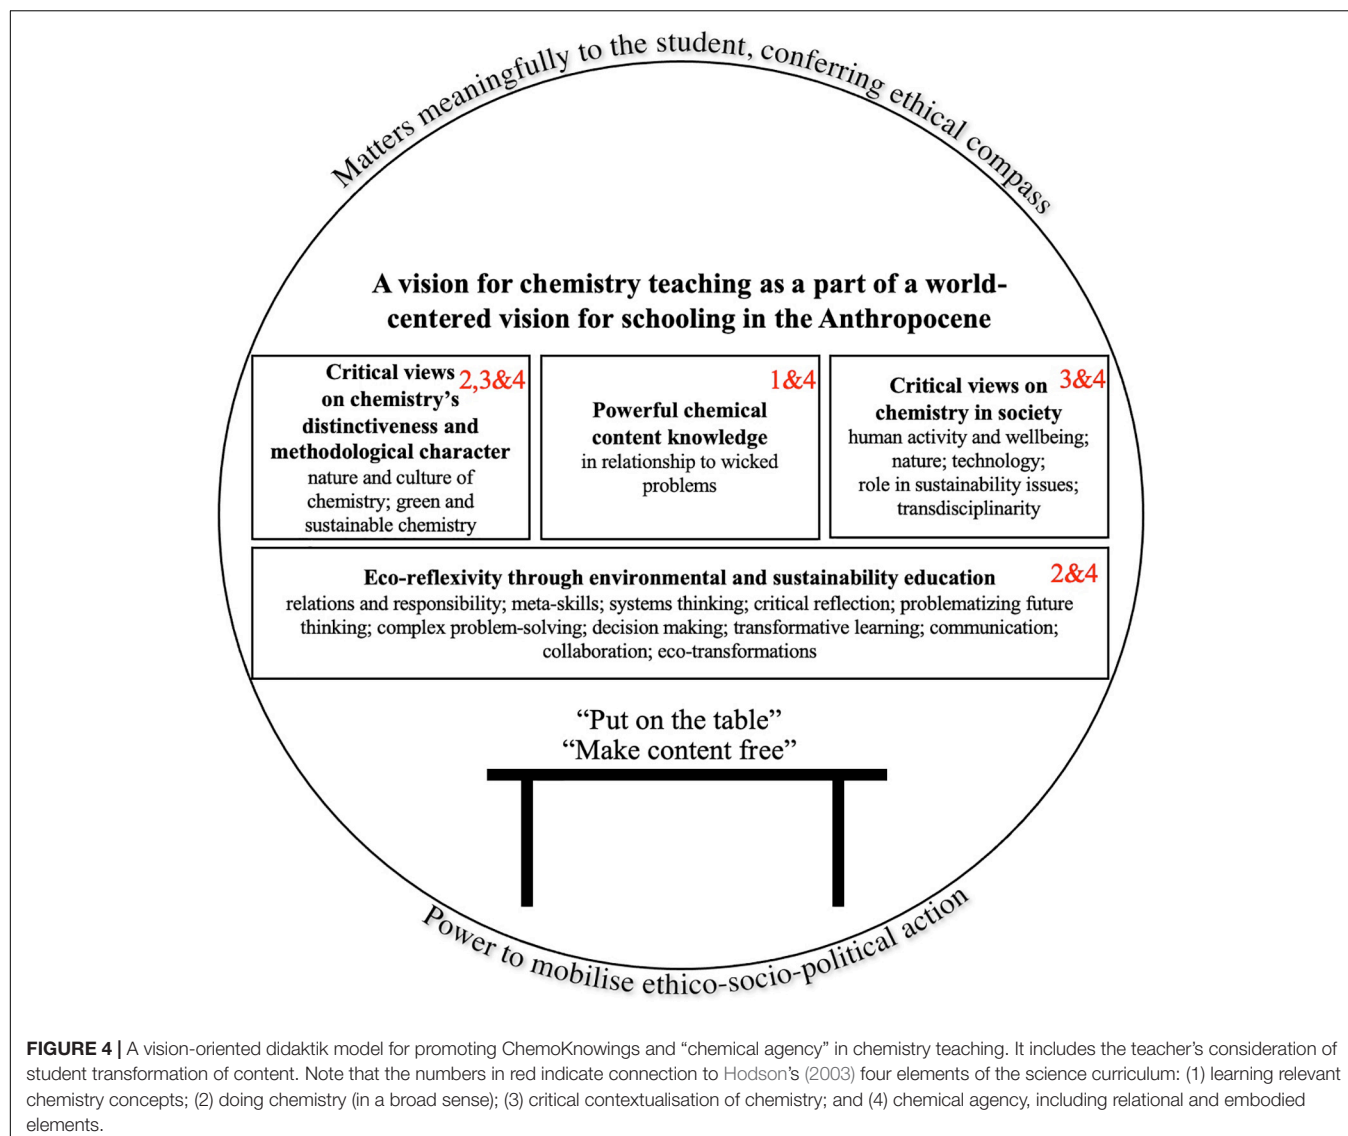 Matters meaningfully to the student, conferring ethical compass
A vision for chemistry teaching as a part of a world-
centered vision for schooling in the Anthropocene
Critical views 2,3&4
on chemistry’s
distinctiveness and
methodological character
nature and culture of
chemistry; green and
sustainable chemistry
1&4
Powerful chemical
content knowledge
in relationship to wicked
problems
Critical views on 3&4
chemistry in society
human activity and wellbeing;
nature; technology;
role in sustainability issues;
transdisciplinarity
Eco-reflexivity through environmental and sustainability education 2&4
relations and responsibility; meta-skills; systems thinking; critical reflection; problematizing future
thinking; complex problem-solving; decision making; transformative learning; communication;
collaboration; eco-transformations
“Put on the table”
“Make content free”
Power to mobilise ethico-socio-political action
FIGURE 4 | A vision-oriented didaktik model for promoting ChemoKnowings and “chemical agency” in chemistry teaching. It includes the teacher’s consideration of
student transformation of content. Note that the numbers in red indicate connection to Hodson’s (2003) four elements of the science curriculum: (1) learning relevant
chemistry concepts; (2) doing chemistry (in a broad sense); (3) critical contextualisation of chemistry; and (4) chemical agency, including relational and embodied
elements.